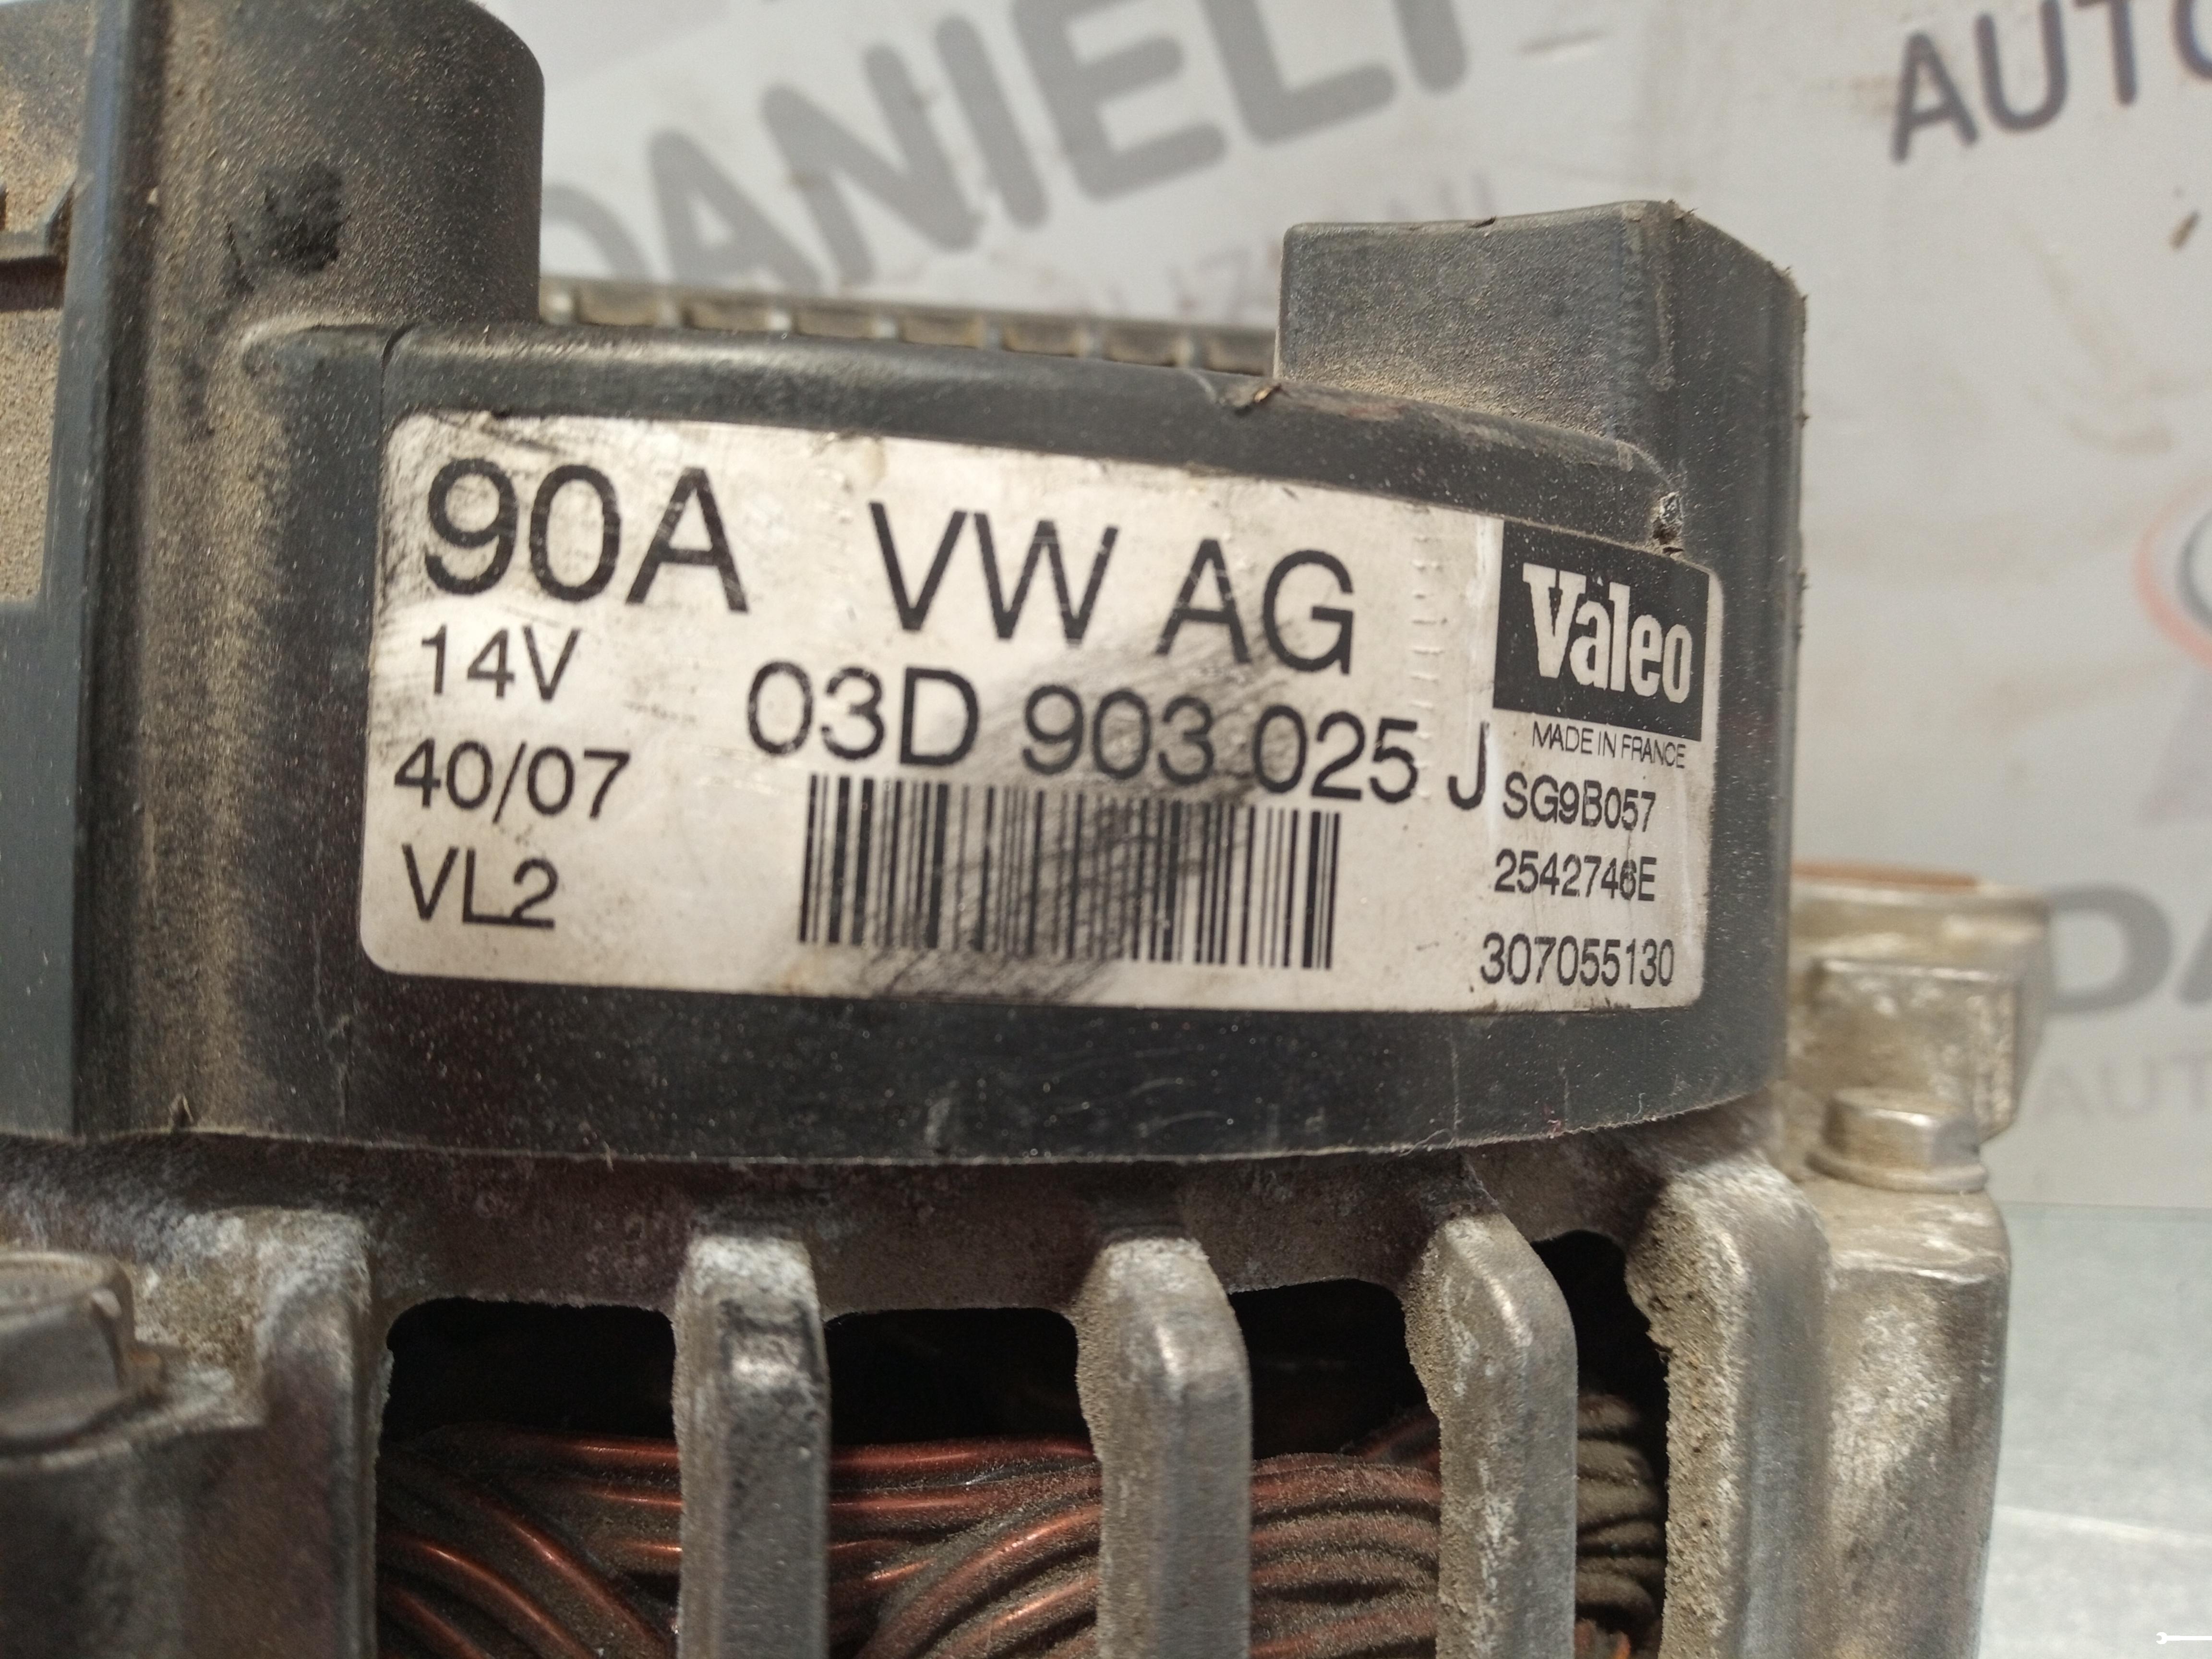 DANIELI
AUTO
90A VW AG
14V
03D 903 025 J
40/07
VL2
Valeo
MADE IN FRANCE
SG9B057
2542746E
307055130